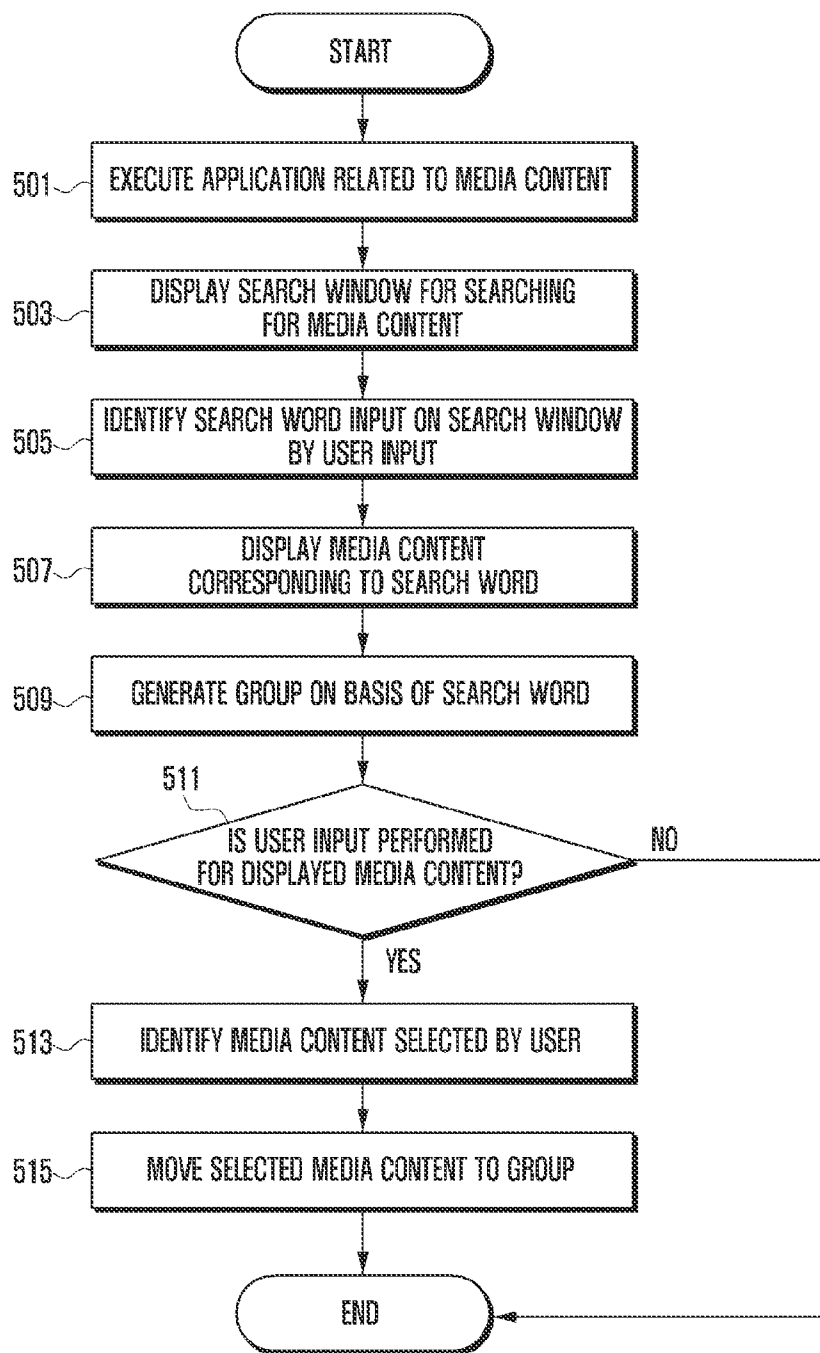 START
501
EXECUTE APPLICATION RELATED TO MEDIA CONTENT
503
DISPLAY SEARCH WINDOW FOR SEARCHING
FOR MEDIA CONTENT
505
IDENTIFY SEARCH WORD INPUT ON SEARCH WINDOW
BY USER INPUT
507
DISPLAY MEDIA CONTENT
CORRESPONDING TO SEARCH WORD
509
GENERATE GROUP ON BASIS OF SEARCH WORD
511
IS USER INPUT PERFORMED
FOR DISPLAYED MEDIA CONTENT?
NO
YES
513
IDENTIFY MEDIA CONTENT SELECTED BY USER
515
MOVE SELECTED MEDIA CONTENT TO GROUP
END